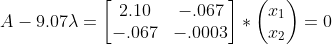 A − 9.07λ = [2.10 −.067; −.067 −.0003] * (x₁; x₂) = 0